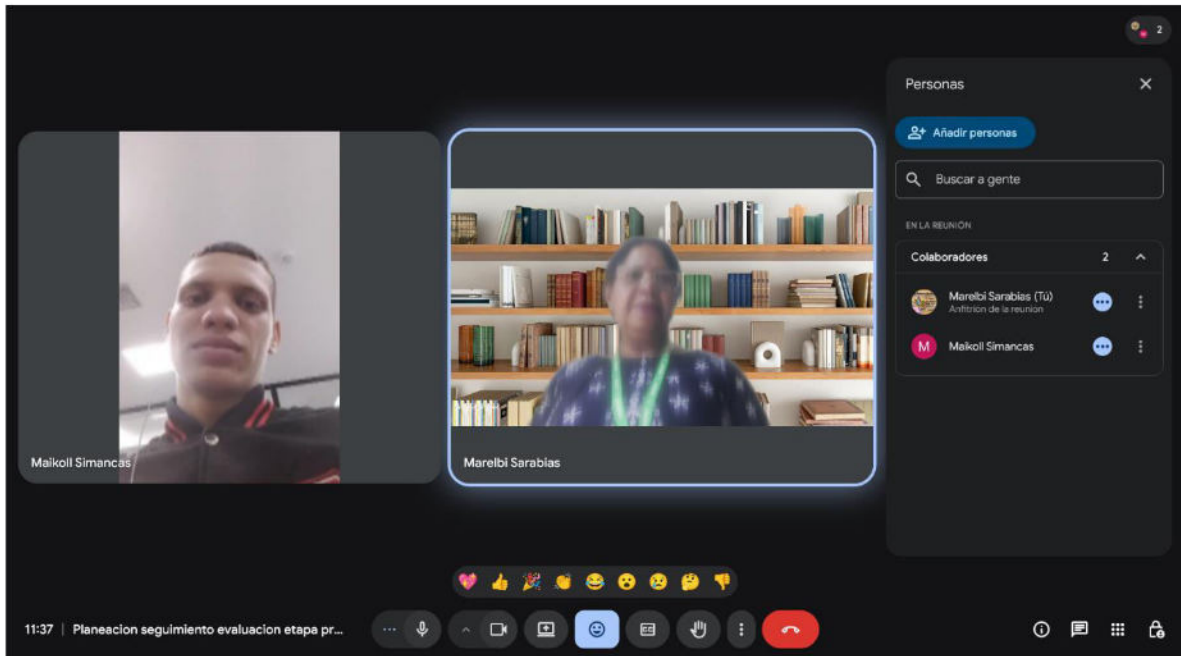 2
Personas
Añadir personas
Buscar a gente
EN LA REUNIÓN
Colaboradores 2
Marelbi Sarabias (Tú)
Anfitrión de la reunión
M Maikoll Simancas
Maikoll Simancas
Marelbi Sarabias
11:37 | Planeacion seguimiento evaluacion etapa pr...